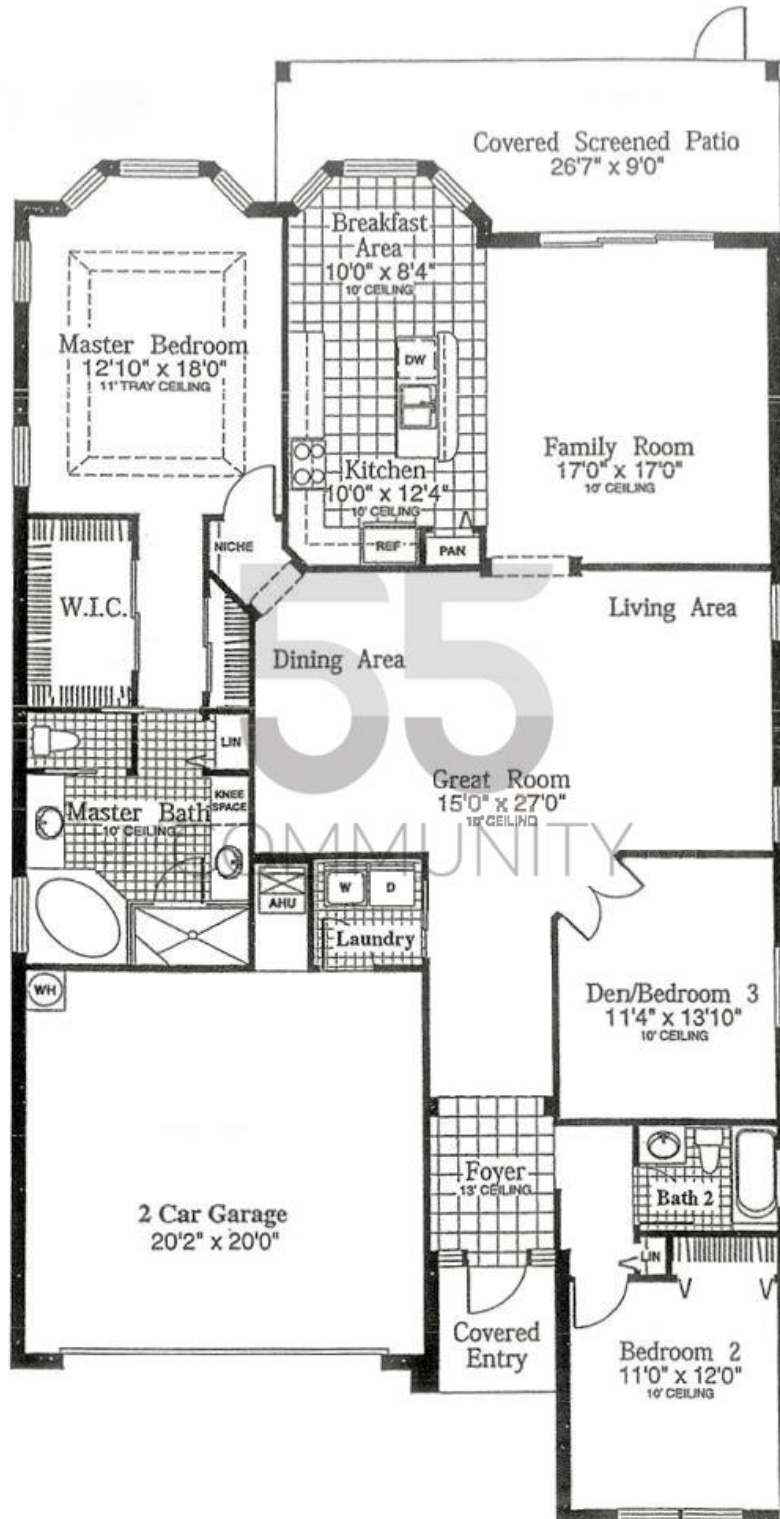 Covered Screened Patio
26'7" x 9'0"
Breakfast
Area
10'0" x 8'4"
10' CEILING
Master Bedroom
12'10" x 18'0"
11' TRAY CEILING
DW
Family Room
17'0" x 17'0"
10' CEILING
Kitchen
10'0" x 12'4"
10' CEILING
NICHE
REF
PAN
W.I.C.
Living Area
Dining Area
55
COMMUNITY
LIN
Great Room
15'0" x 27'0"
10' CEILING
KNEE
SPACE
Master Bath
10' CEILING
AHU
W
D
Laundry
WH
Den/Bedroom 3
11'4" x 13'10"
10' CEILING
Foyer
13' CEILING
Bath 2
2 Car Garage
20'2" x 20'0"
LIN
Covered
Entry
Bedroom 2
11'0" x 12'0"
10' CEILING